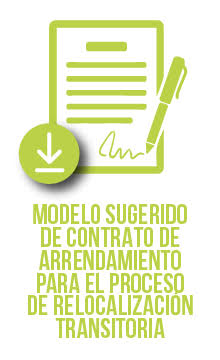 MODELO SUGERIDO
DE CONTRATO DE
ARRENDAMIENTO
PARA EL PROCESO
DE RELOCALIZACIÓN
TRANSITORIA